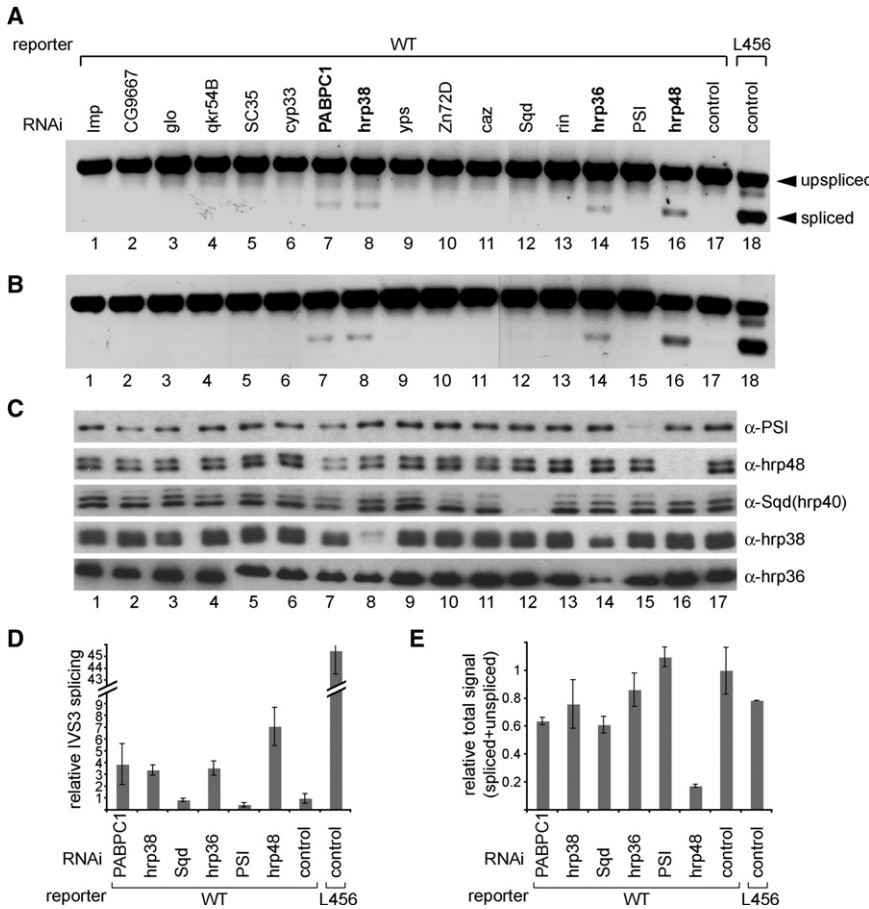 A
reporter WT L456
RNAi Imp CG9667 glo qkr54B SC35 cyp33 PABPC1 hrp38 yps Zn72D caz Sqd rin hrp36 PSI hrp48 control control
upspliced
spliced
1 2 3 4 5 6 7 8 9 10 11 12 13 14 15 16 17 18
B
1 2 3 4 5 6 7 8 9 10 11 12 13 14 15 16 17 18
C
α-PSI
α-hrp48
α-Sqd(hrp40)
α-hrp38
α-hrp36
1 2 3 4 5 6 7 8 9 10 11 12 13 14 15 16 17
D
relative IVS3 splicing
45
44
43
9
8
7
6
5
4
3
2
1
RNAi PABPC1 hrp38 Sqd hrp36 PSI hrp48 control control
reporter WT L456
E
relative total signal
(spliced+unspliced)
1
0.8
0.6
0.4
0.2
RNAi PABPC1 hrp38 Sqd hrp36 PSI hrp48 control control
reporter WT L456